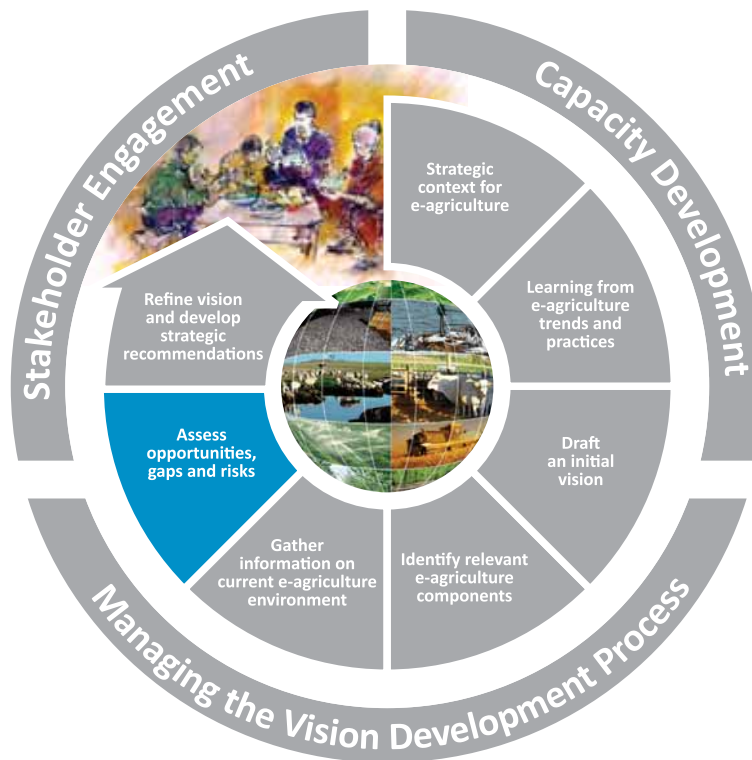 Stakeholder Engagement
Capacity Development
Strategic
context for
e-agriculture
Learning from
e-agriculture
trends and
practices
Draft
an initial
vision
Identify relevant
e-agriculture
components
Gather
information on
current e-agriculture
environment
Assess
opportunities,
gaps and risks
Refine vision
and develop
strategic
recommendations
Managing the Vision Development Process